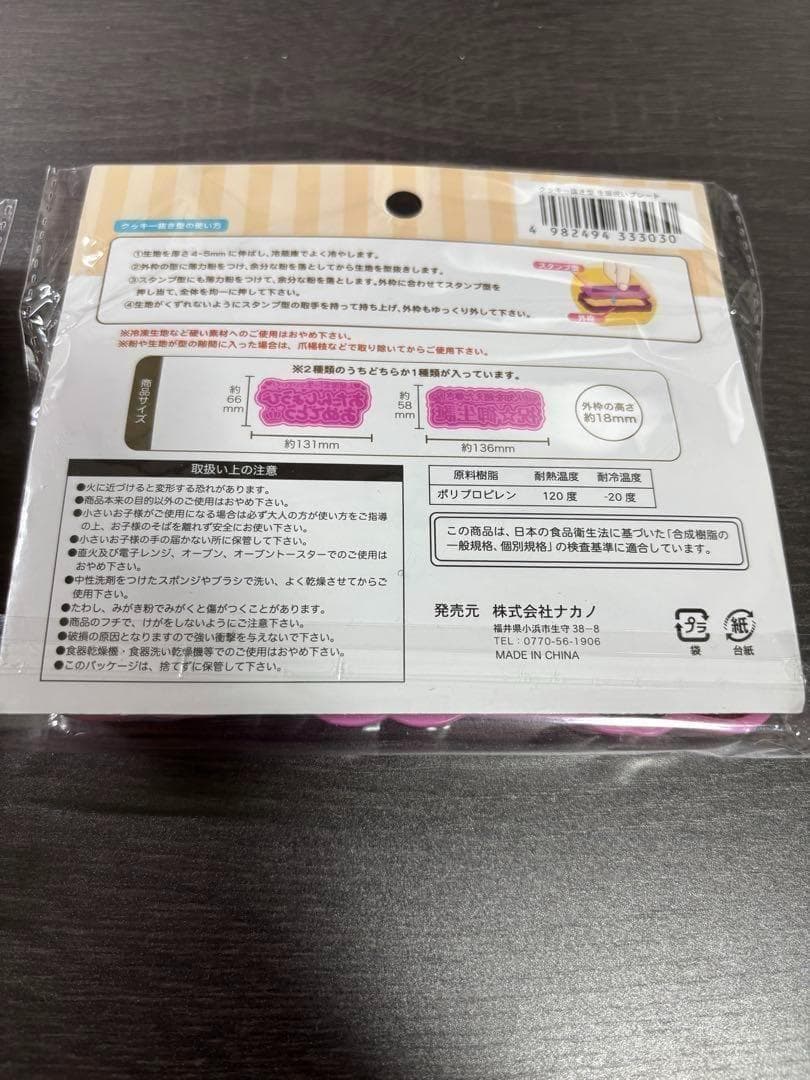 クッキー抜き型 生誕祝いプレート
4 982494 333030
クッキー抜き型の使い方
①生地を厚さ4~5mmに伸ばし、冷蔵庫でよく冷やします。
②外枠の型に薄力粉をつけ、余分な粉を落としてから生地を型抜きします。
③スタンプ型にも薄力粉をつけて、余分な粉を落とします。外枠に合わせてスタンプ型を
押し当て、全体を均一に押して下さい。
④生地がくずれないようにスタンプ型の取手を持って持ち上げ、外枠もゆっくり外して下さい。
スタンプ型
外枠
※冷凍生地など硬い素材へのご使用はおやめ下さい。
※粉や生地が型の隙間に入った場合は、爪楊枝などで取り除いてからご使用下さい。
※2種類のうちどちらか1種類が入っています。
商品サイズ
約
66
mm
おたんじょうび
おめでとう
約131mm
約
58
mm
祝☆御生誕
約136mm
外枠の高さ
約18mm
取扱い上の注意
●火に近づけると変形する恐れがあります。
●商品本来の目的以外のご使用はおやめ下さい。
●小さいお子様がご使用になる場合は必ず大人の方が使い方をご指導
の上、お子様のそばを離れず安全にお使い下さい。
●小さいお子様の手の届かない所に保管して下さい。
●直火及び電子レンジ、オーブン、オーブントースターでのご使用は
おやめ下さい。
●中性洗剤をつけたスポンジやブラシで洗い、よく乾燥させてからご
使用下さい。
●たわし、みがき粉でみがくと傷がつくことがあります。
●商品のフチで、けがをしないようにご注意下さい。
●破損の原因となりますので強い衝撃を与えないで下さい。
●食器乾燥機・食器洗い乾燥機等でのご使用はおやめ下さい。
●このパッケージは、捨てずに保管して下さい。
原料樹脂 耐熱温度 耐冷温度
ポリプロピレン 120度 -20度
この商品は、日本の食品衛生法に基づいた「合成樹脂の
一般規格、個別規格」の検査基準に適合しています。
発売元 株式会社ナカノ
福井県小浜市生守38-8
TEL:0770-56-1906
MADE IN CHINA
プラ
袋
紙
台紙